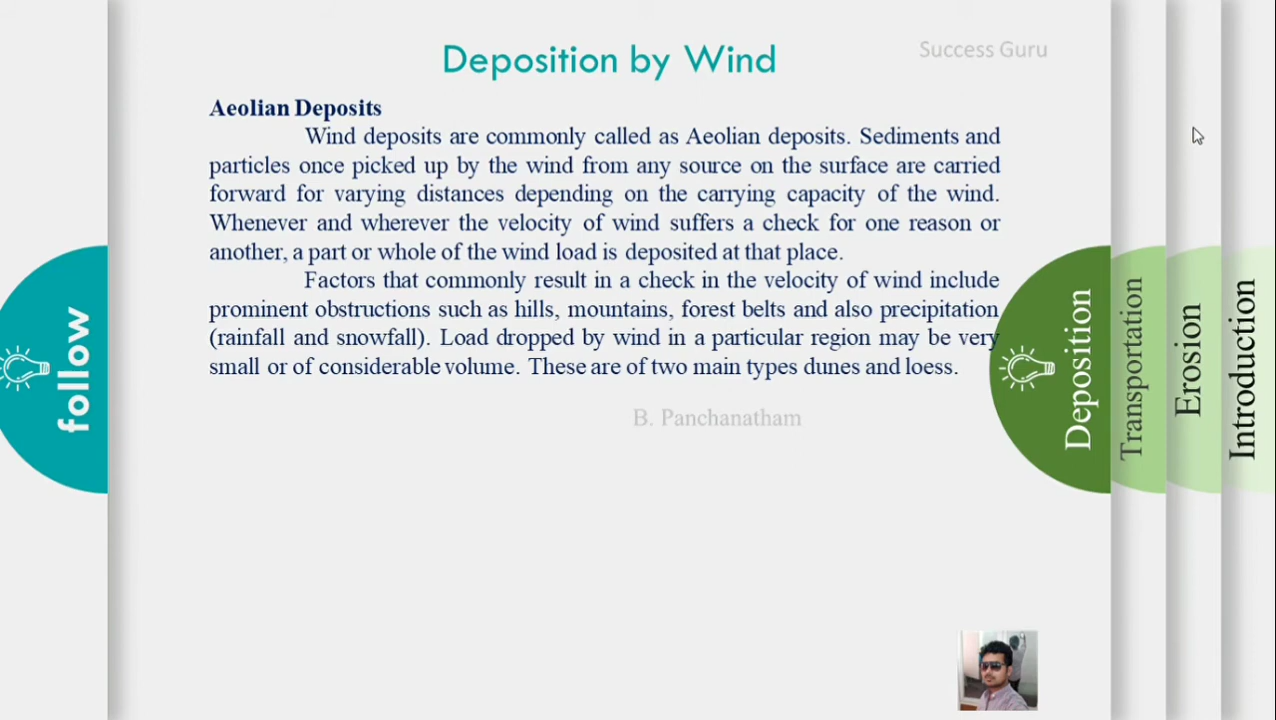 Deposition by Wind
Success Guru
Aeolian Deposits
Wind deposits are commonly called as Aeolian deposits. Sediments and
particles once picked up by the wind from any source on the surface are carried
forward for varying distances depending on the carrying capacity of the wind.
Whenever and wherever the velocity of wind suffers a check for one reason or
another, a part or whole of the wind load is deposited at that place.
Factors that commonly result in a check in the velocity of wind include
prominent obstructions such as hills, mountains, forest belts and also precipitation
(rainfall and snowfall). Load dropped by wind in a particular region may be very
small or of considerable volume. These are of two main types dunes and loess.
B. Panchanatham
follow
Deposition
Transportation
Erosion
Introduction